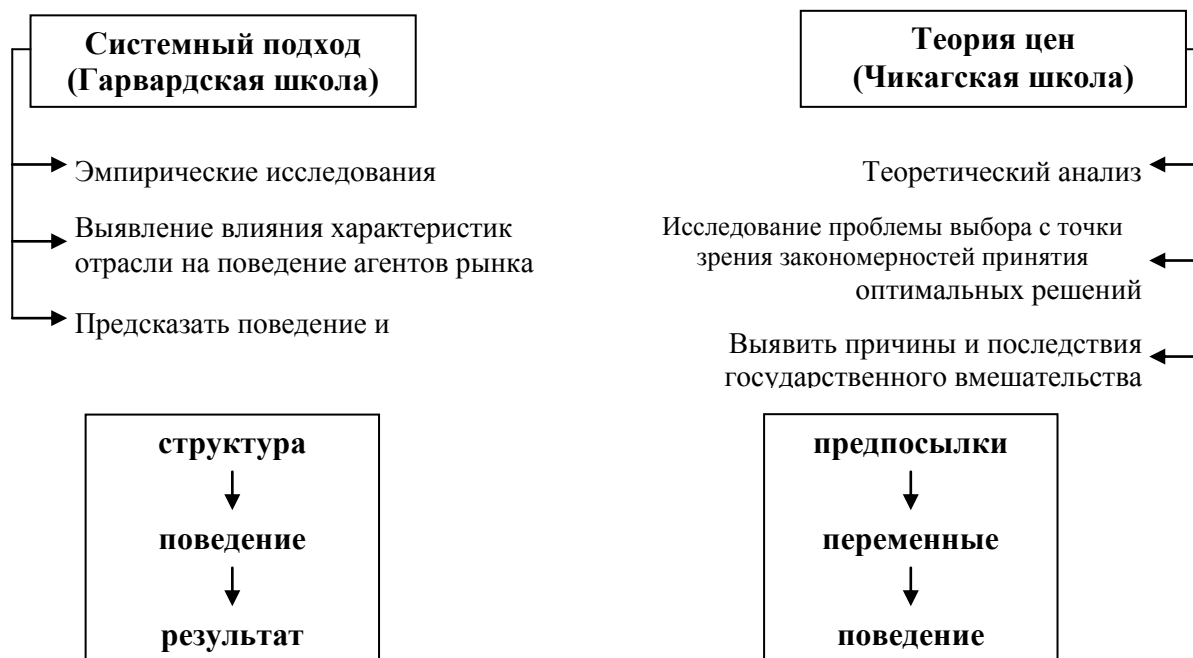 Системный подход
(Гарвардская школа)
Эмпирические исследования
Выявление влияния характеристик
отрасли на поведение агентов рынка
Предсказать поведение и
структура
поведение
результат
Теория цен
(Чикагская школа)
Теоретический анализ
Исследование проблемы выбора с точки
зрения закономерностей принятия
оптимальных решений
Выявить причины и последствия
государственного вмешательства
предпосылки
переменные
поведение